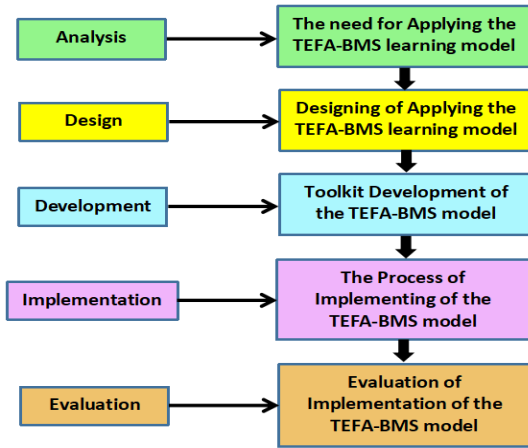 Analysis
The need for Applying the
TEFA-BMS learning model
Design
Designing of Applying the
TEFA-BMS learning model
Development
Toolkit Development of
the TEFA-BMS model
Implementation
The Process of
Implementing of the
TEFA-BMS model
Evaluation
Evaluation of
Implementation of the
TEFA-BMS model